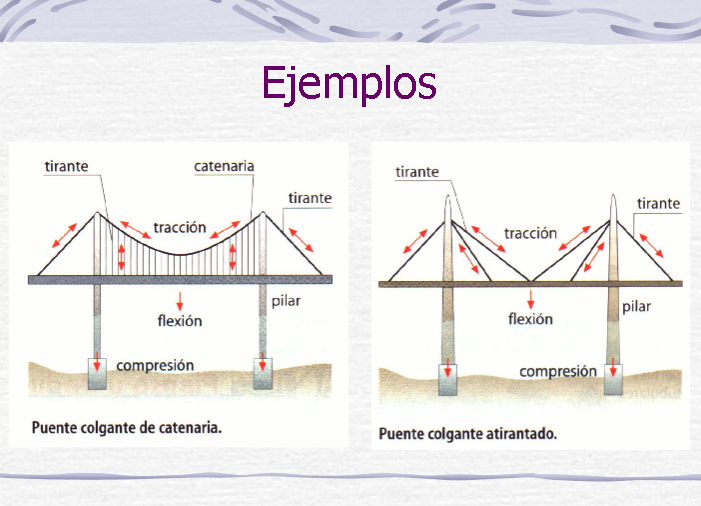 Ejemplos
tirante
catenaria
tirante
tracción
pilar
flexión
compresión
Puente colgante de catenaria.
tirante
tirante
tracción
pilar
flexión
compresión
Puente colgante atirantado.